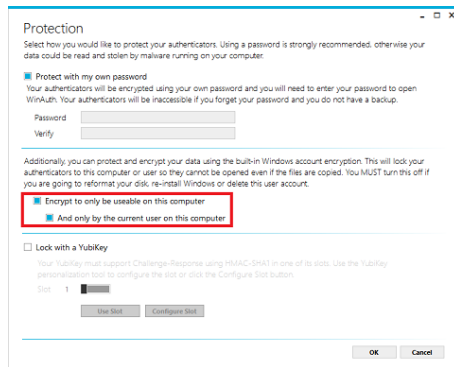 Protection
Select how you would like to protect your authenticators. Using a password is strongly recommended, otherwise your
data could be read and stolen by malware running on your computer.
Protect with my own password
Your authenticators will be encrypted using your own password and you will need to enter your password to open
WinAuth. Your authenticators will be inaccessible if you forget your password and you do not have a backup.
Password
Verify
Additionally, you can protect and encrypt your data using the built-in Windows account encryption. This will lock your
authenticators to this computer or user so they cannot be opened even if the files are copied. You MUST turn this off if
you are going to reformat your disk, re-install Windows or delete this user account.
Encrypt to only be useable on this computer
And only by the current user on this computer
Lock with a YubiKey
Your YubiKey must support Challenge-Response using HMAC-SHA1 in one of its slots. Use the YubiKey
personalization tool to configure the slot or click the Configure Slot button.
Slot 1
Use Slot Configure Slot
OK Cancel